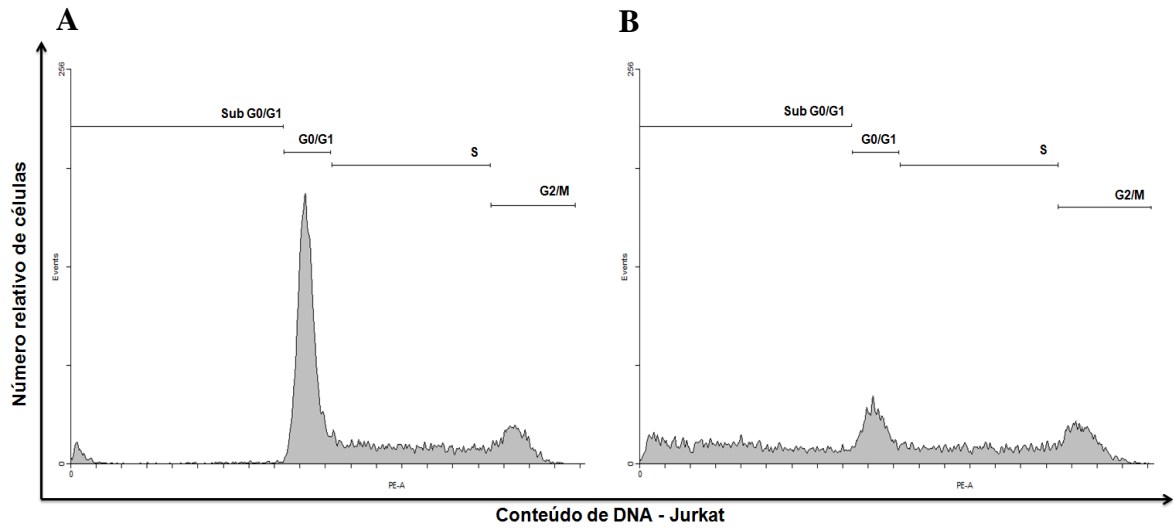 A
B
Número relativo de células
256
Events
0
Sub G0/G1
G0/G1
S
G2/M
0
PE-A
256
Events
0
Sub G0/G1
G0/G1
S
G2/M
0
PE-A
Conteúdo de DNA - Jurkat